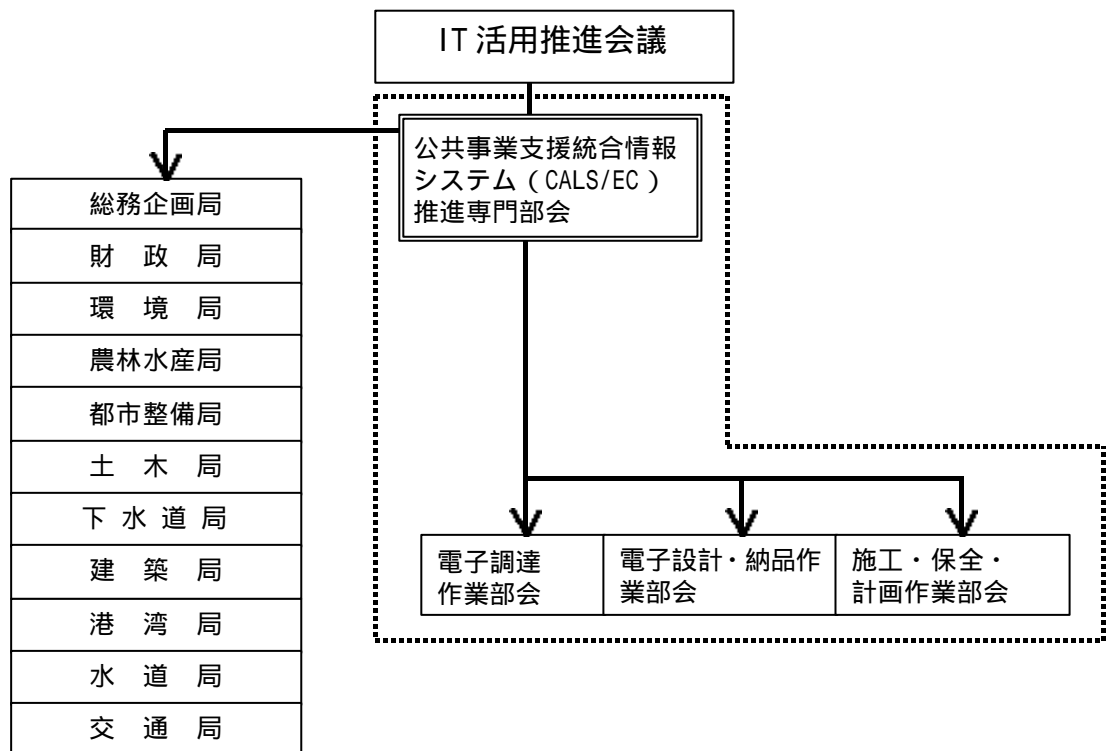 IT 活用推進会議
公共事業支援統合情報
システム（CALS/EC）
推進専門部会
総務企画局
財　政　局
環　境　局
農林水産局
都市整備局
土　木　局
下 水 道 局
建　築　局
港　湾　局
水　道　局
交　通　局
電子調達
作業部会
電子設計・納品作
業部会
施工・保全・
計画作業部会